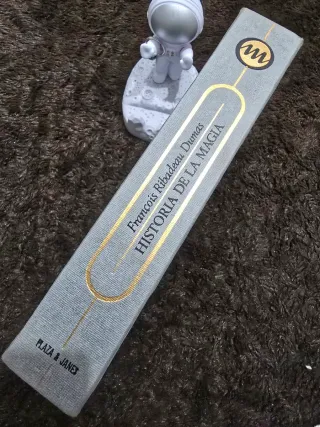 m
François Ribadeau Dumas
HISTORIA DE LA MAGIA
PLAZA & JANES